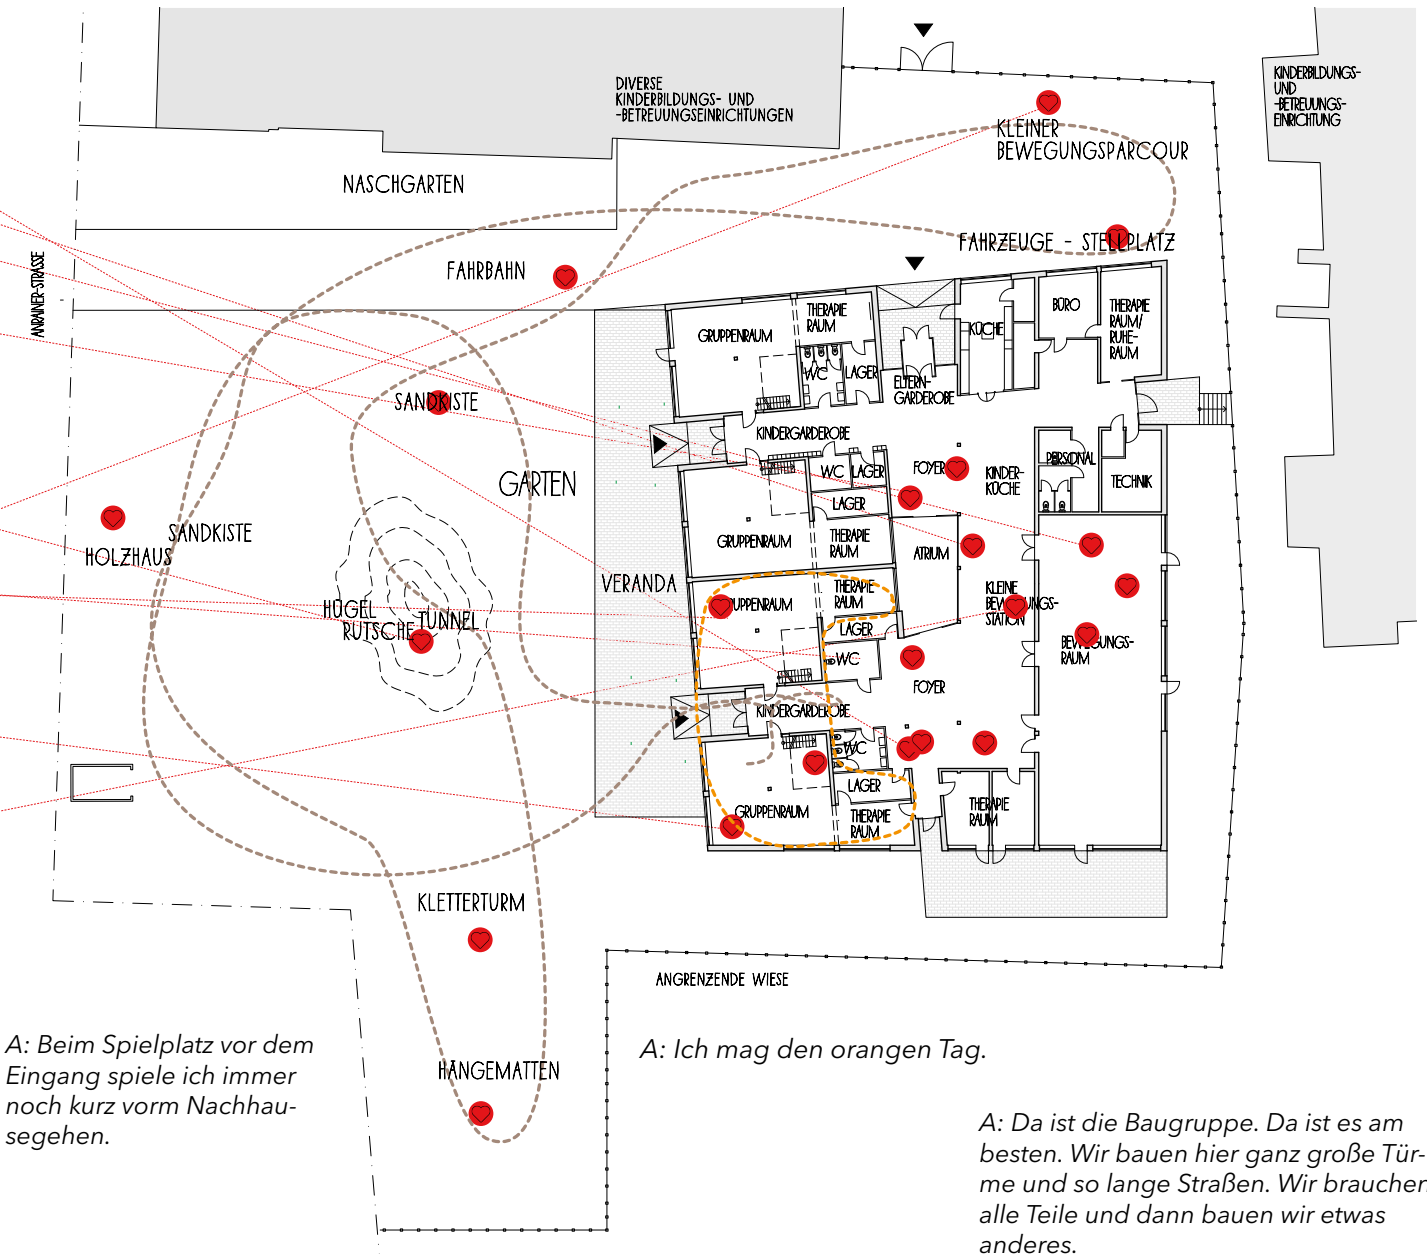 DIVERSE
KINDERBILDUNGS- UND
-BETREUUNGSEINRICHTUNGEN
KINDERBILDUNGS-
UND
-BETREUUNGS-
EINRICHTUNG
KLEINER
BEWEGUNGSPARCOUR
NASCHGARTEN
FAHRZEUGE - STELLPLATZ
ANRAINER-STRASSE
FAHRBAHN
GRUPPENRAUM
THERAPIE
RAUM
KÜCHE
BÜRO
THERAPIE
RAUM/
RUHE-
RAUM
WC
LAGER
ELTERN-
GARDEROBE
SANDKISTE
KINDERGARDEROBE
GARTEN
WC
LAGER
FOYER
KINDER-
KÜCHE
PERSONAL
TECHNIK
LAGER
SANDKISTE
HOLZHAUS
GRUPPENRAUM
THERAPIE
RAUM
ATRIUM
VERANDA
GRUPPENRAUM
THERAPIE
RAUM
KLEINE
BEWEGUNGS-
STATION
HÜGEL
RUTSCHE
TUNNEL
LAGER
WC
BEWEGUNGS-
RAUM
FOYER
KINDERGARDEROBE
WC
LAGER
GRUPPENRAUM
THERAPIE
RAUM
THERAPIE
RAUM
KLETTERTURM
ANGRENZENDE WIESE
HÄNGEMATTEN
A: Beim Spielplatz vor dem
Eingang spiele ich immer
noch kurz vorm Nachhau-
segehen.
A: Ich mag den orangen Tag.
A: Da ist die Baugruppe. Da ist es am
besten. Wir bauen hier ganz große Tür-
me und so lange Straßen. Wir brauchen
alle Teile und dann bauen wir etwas
anderes.